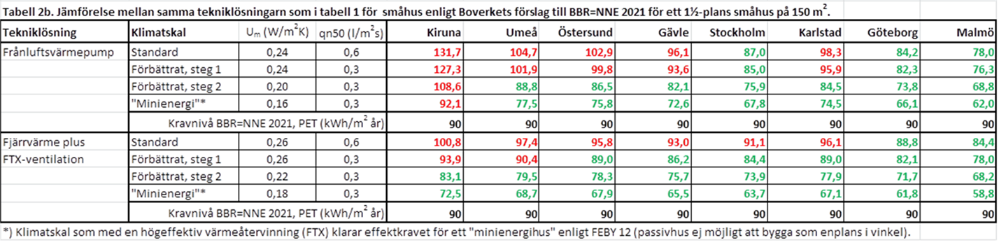 Tabell 2b. Jämförelse mellan samma tekniklösningarn som i tabell 1 för småhus enligt Boverkets förslag till BBR=NNE 2021 för ett 1½-plans småhus på 150 m².
Tekniklösning Klimatskal Um (W/m²K) qn50 (l/m²s) Kiruna Umeå Östersund Gävle Stockholm Karlstad Göteborg Malmö
Frånluftsvärmepump Standard 0,24 0,6 131,7 104,7 102,9 96,1 87,0 98,3 84,2 78,0
Förbättrat, steg 1 0,24 0,3 127,3 101,9 99,8 93,6 85,0 95,9 82,3 76,3
Förbättrat, steg 2 0,20 0,3 108,6 88,8 86,5 82,1 75,9 84,5 73,8 68,8
"Minienergi"* 0,16 0,3 92,1 77,5 75,8 72,6 67,8 74,5 66,1 62,0
Kravnivå BBR=NNE 2021, PET (kWh/m² år) 90 90 90 90 90 90 90 90
Fjärrvärme plus Standard 0,26 0,6 100,8 97,4 95,8 93,0 91,1 96,1 88,8 84,4
FTX-ventilation Förbättrat, steg 1 0,26 0,3 93,9 90,4 89,0 86,2 84,4 89,0 82,1 78,0
Förbättrat, steg 2 0,22 0,3 83,1 79,5 78,3 75,7 73,9 77,9 71,7 68,2
"Minienergi"* 0,18 0,3 72,5 68,7 67,9 65,5 63,7 67,1 61,8 58,8
Kravnivå BBR=NNE 2021, PET (kWh/m² år) 90 90 90 90 90 90 90 90
*) Klimatskal som med en högeffektiv värmeåtervinning (FTX) klarar effektkravet för ett "minienergihus" enligt FEBY 12 (passivhus ej möjligt att bygga som enplans i vinkel).